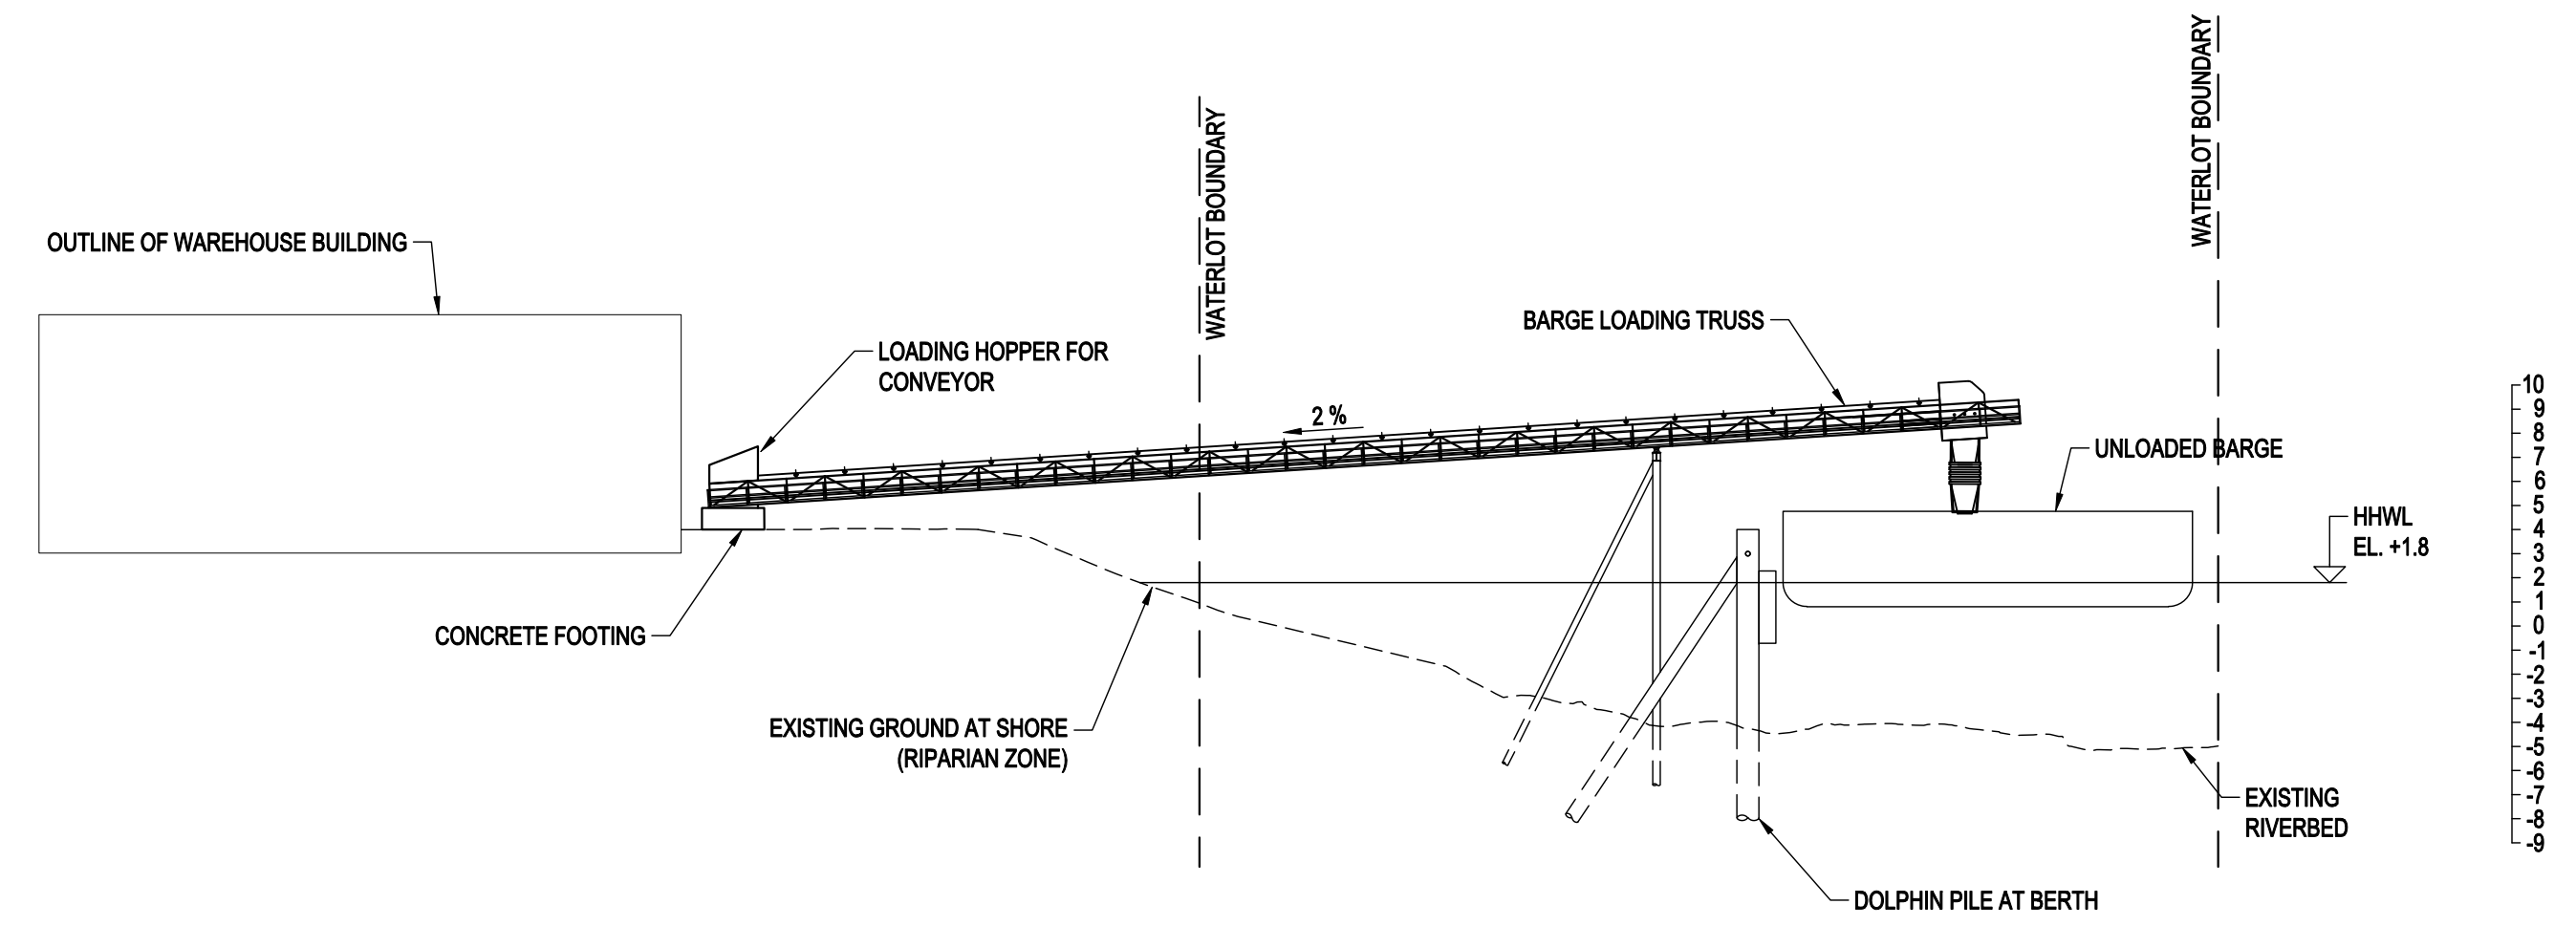 WATERLOT BOUNDARY
WATERLOT BOUNDARY
OUTLINE OF WAREHOUSE BUILDING
LOADING HOPPER FOR
CONVEYOR
BARGE LOADING TRUSS
2 %
UNLOADED BARGE
HHWL
EL. +1.8
CONCRETE FOOTING
EXISTING GROUND AT SHORE
(RIPARIAN ZONE)
EXISTING
RIVERBED
DOLPHIN PILE AT BERTH
10
9
8
7
6
5
4
3
2
1
0
-1
-2
-3
-4
-5
-6
-7
-8
-9